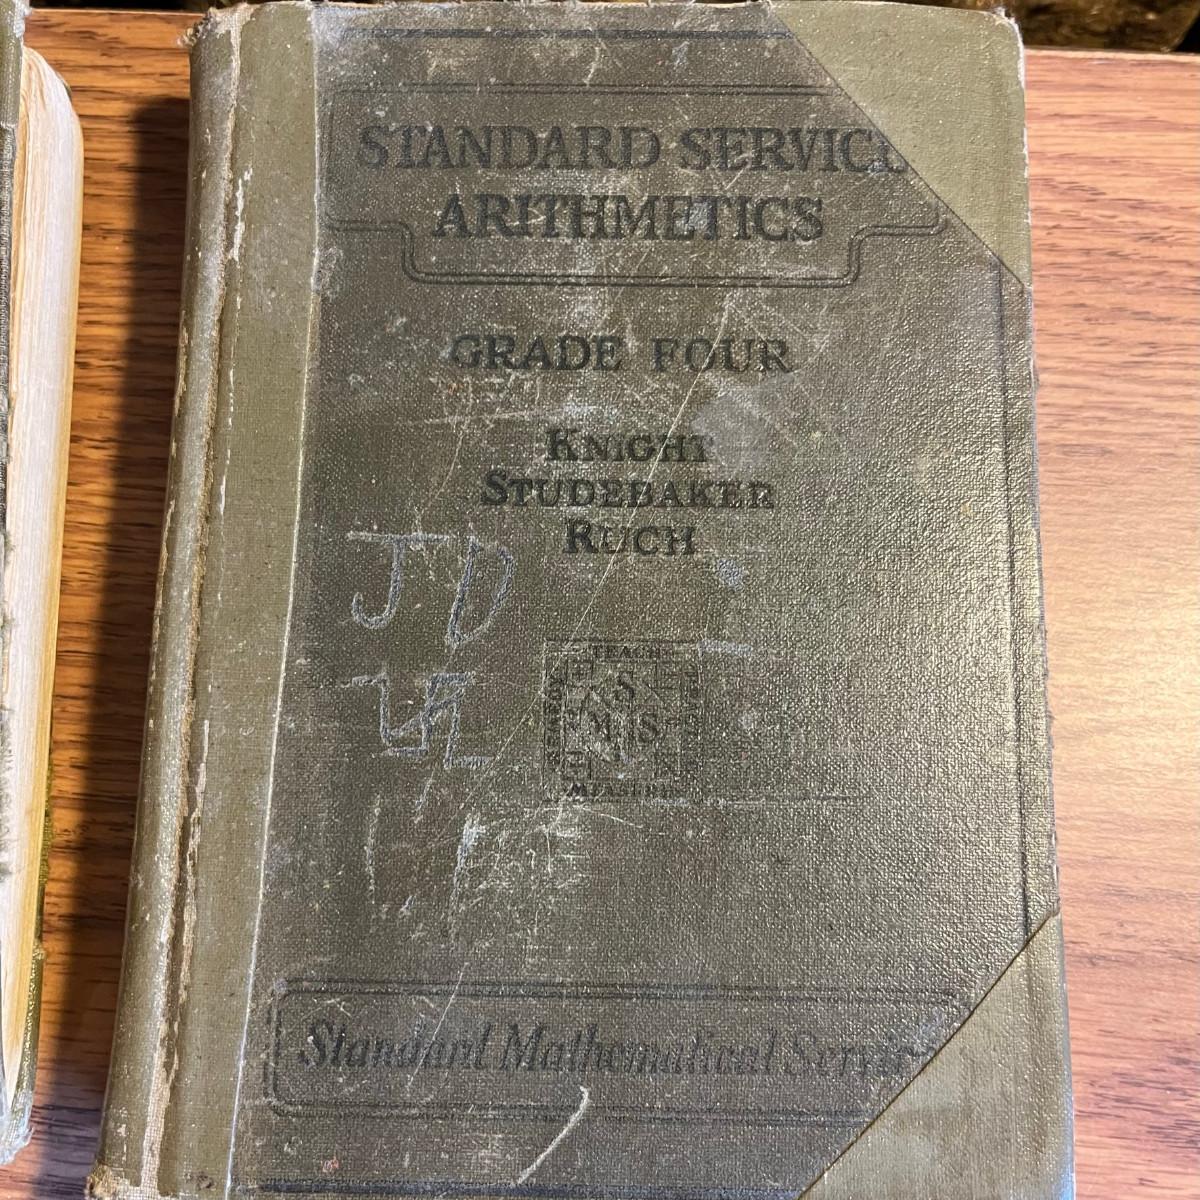 STANDARD SERVICE
ARITHMETICS
GRADE FOUR
KNIGHT
STUDEBAKER
RUCH
JD
TEACH
S
M S
MEASURE
Standard Mathematical Service